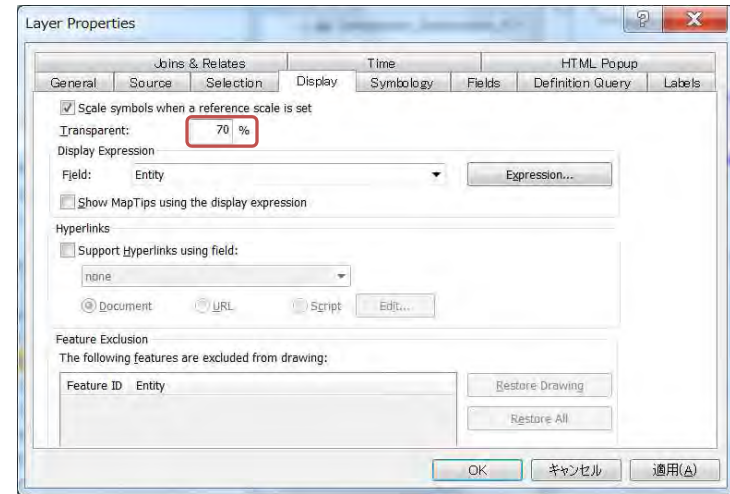 Layer Properties
Joins & Relates Time HTML Popup
General Source Selection Display Symbology Fields Definition Query Labels
Scale symbols when a reference scale is set
Transparent: 70 %
Display Expression
Field: Entity Expression...
Show MapTips using the display expression
Hyperlinks
Support Hyperlinks using field:
none
Document URL Script Edit...
Feature Exclusion
The following features are excluded from drawing:
Feature ID Entity
Restore Drawing
Restore All
OK キャンセル 適用(A)